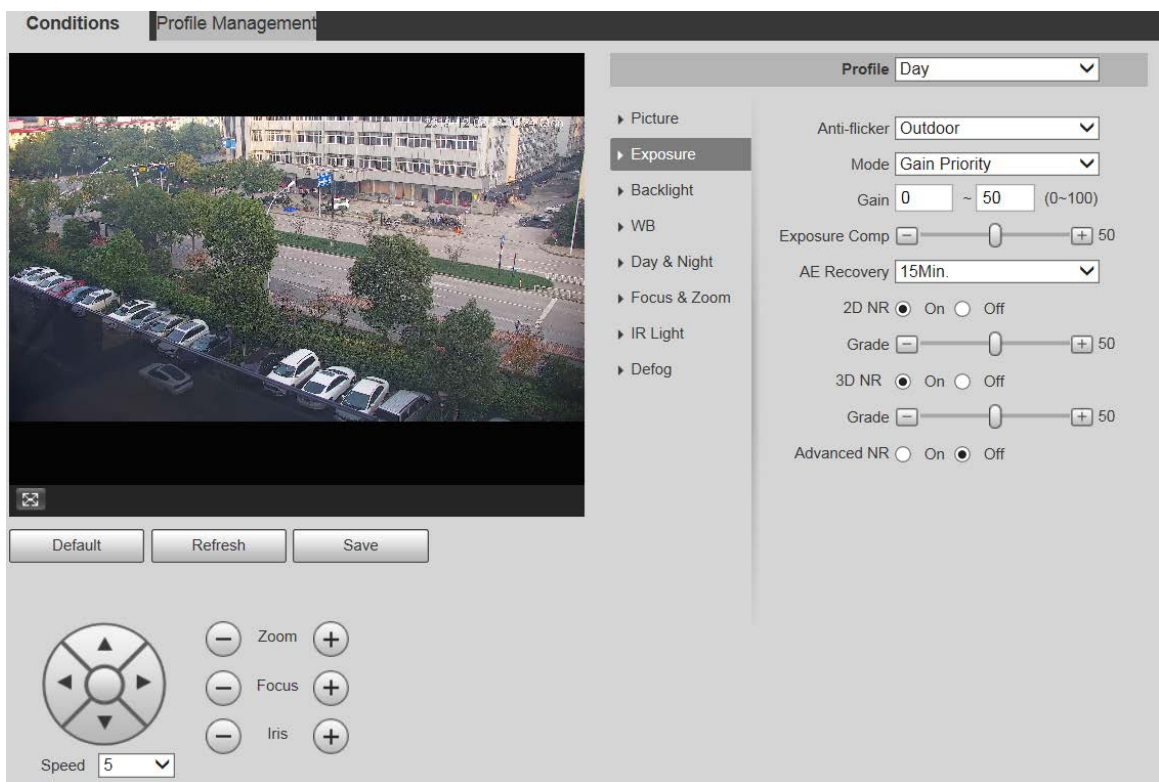 Conditions
Profile Management
Profile Day
Picture
Exposure
Backlight
WB
Day & Night
Focus & Zoom
IR Light
Defog
Anti-flicker Outdoor
Mode Gain Priority
Gain 0 ~ 50 (0~100)
Exposure Comp 50
AE Recovery 15Min.
2D NR On Off
Grade 50
3D NR On Off
Grade 50
Advanced NR On Off
Default Refresh Save
Zoom
Focus
Iris
Speed 5